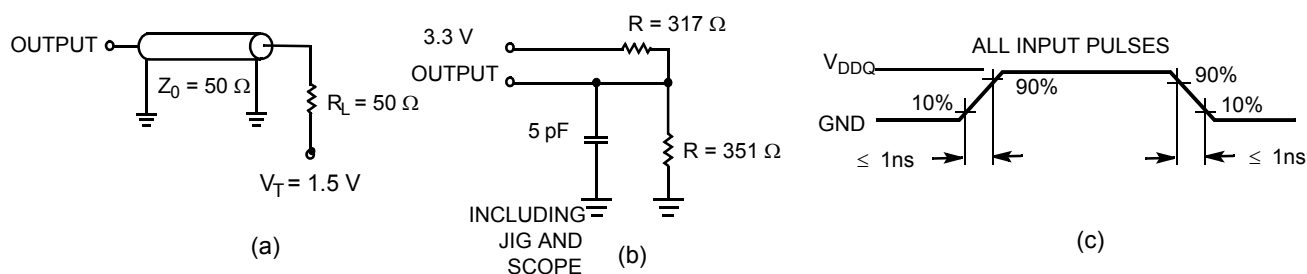 OUTPUT
Z0 = 50 Ω
RL = 50 Ω
VT = 1.5 V
(a)
R = 317 Ω
3.3 V
OUTPUT
5 pF
R = 351 Ω
INCLUDING
JIG AND
SCOPE
(b)
ALL INPUT PULSES
VDDQ
90%
90%
10%
10%
GND
≤ 1ns
≤ 1ns
(c)